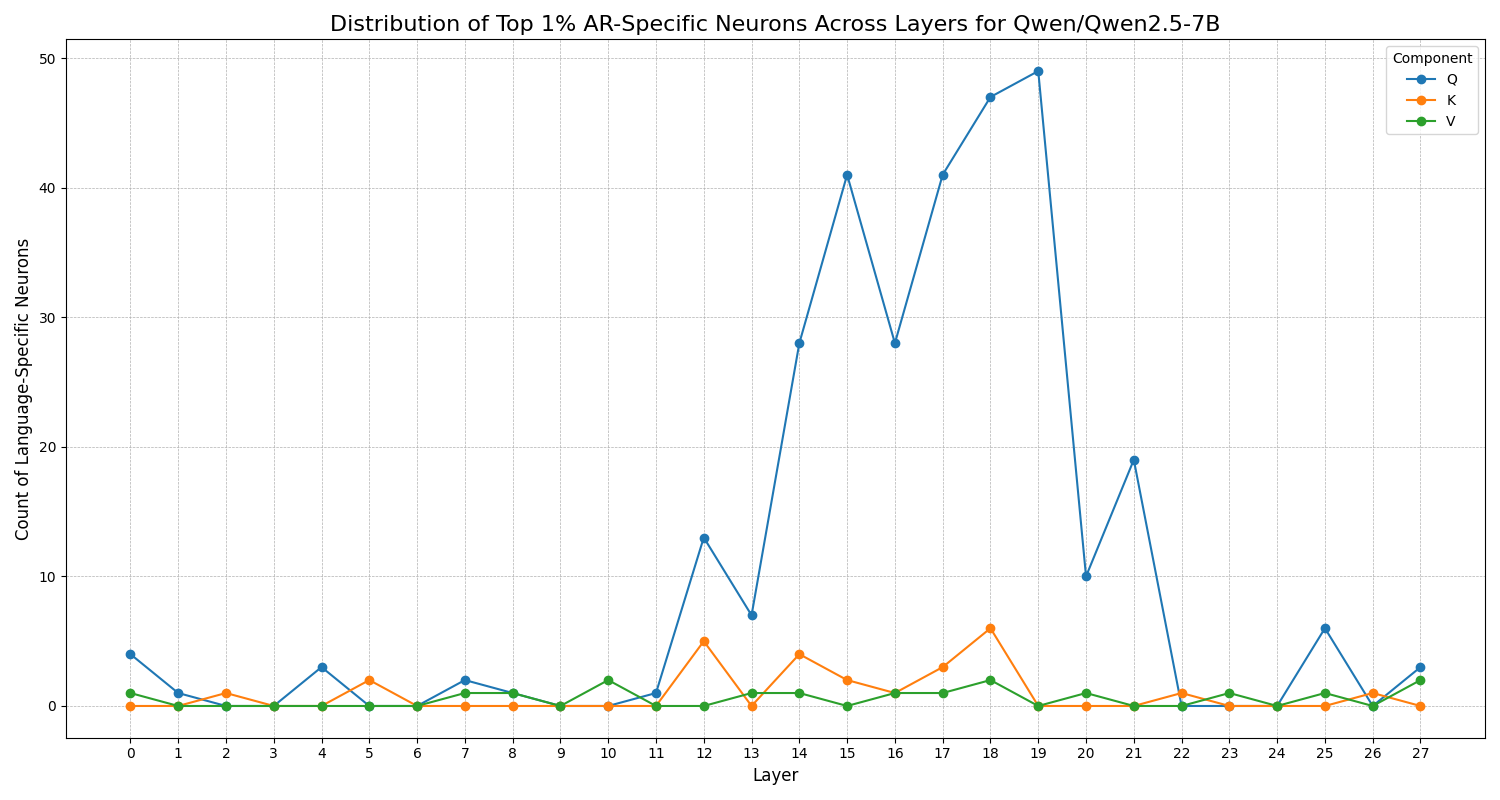 Distribution of Top 1% AR-Specific Neurons Across Layers for Qwen/Qwen2.5-7B
Component
Q
K
V
Count of Language-Specific Neurons
50
40
30
20
10
0
0 1 2 3 4 5 6 7 8 9 10 11 12 13 14 15 16 17 18 19 20 21 22 23 24 25 26 27
Layer